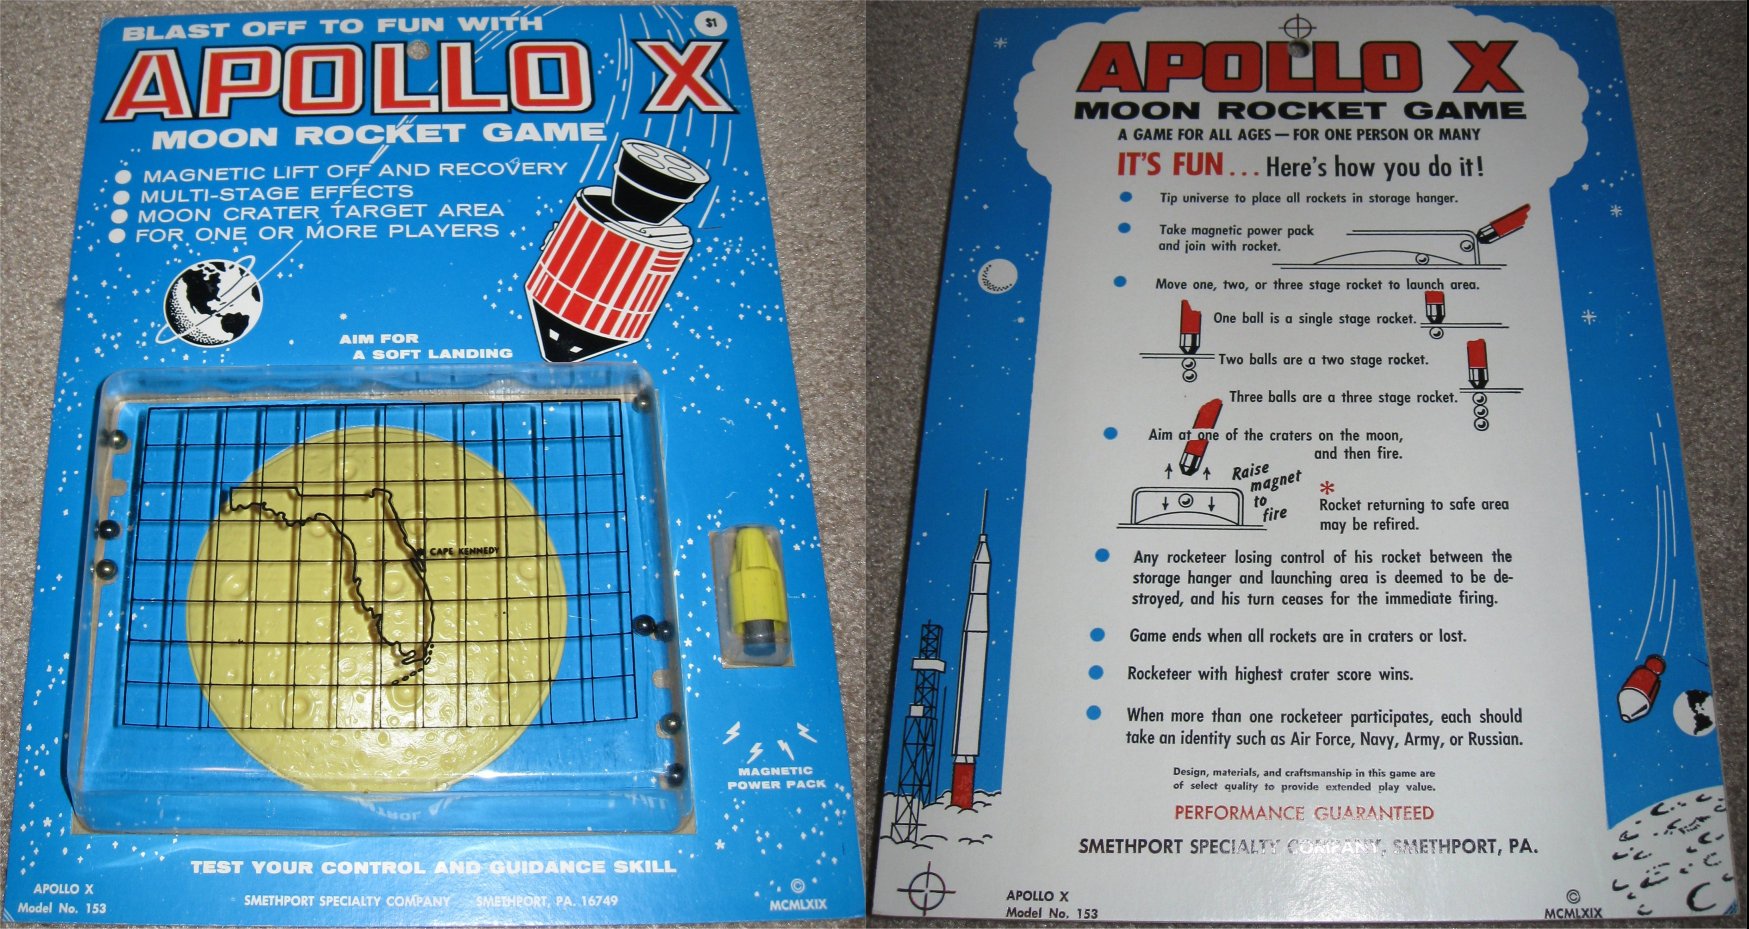 BLAST OFF TO FUN WITH
$1
APOLLO X
MOON ROCKET GAME
● MAGNETIC LIFT OFF AND RECOVERY
● MULTI-STAGE EFFECTS
● MOON CRATER TARGET AREA
● FOR ONE OR MORE PLAYERS
AIM FOR
A SOFT LANDING
CAPE KENNEDY
MAGNETIC
POWER PACK
TEST YOUR CONTROL AND GUIDANCE SKILL
APOLLO X
Model No. 153
SMETHPORT SPECIALTY COMPANY SMETHPORT, PA. 16749
©
MCMLXIX
APOLLO X
MOON ROCKET GAME
A GAME FOR ALL AGES — FOR ONE PERSON OR MANY
IT'S FUN... Here's how you do it!
● Tip universe to place all rockets in storage hanger.
● Take magnetic power pack
and join with rocket.
● Move one, two, or three stage rocket to launch area.
One ball is a single stage rocket.
Two balls are a two stage rocket.
Three balls are a three stage rocket.
● Aim at one of the craters on the moon,
and then fire.
Raise
magnet
to
fire
*
Rocket returning to safe area
may be refired.
● Any rocketeer losing control of his rocket between the
storage hanger and launching area is deemed to be de-
stroyed, and his turn ceases for the immediate firing.
● Game ends when all rockets are in craters or lost.
● Rocketeer with highest crater score wins.
● When more than one rocketeer participates, each should
take an identity such as Air Force, Navy, Army, or Russian.
Design, materials, and craftsmanship in this game are
of select quality to provide extended play value.
PERFORMANCE GUARANTEED
SMETHPORT SPECIALTY COMPANY, SMETHPORT, PA.
APOLLO X
Model No. 153
©
MCMLXIX